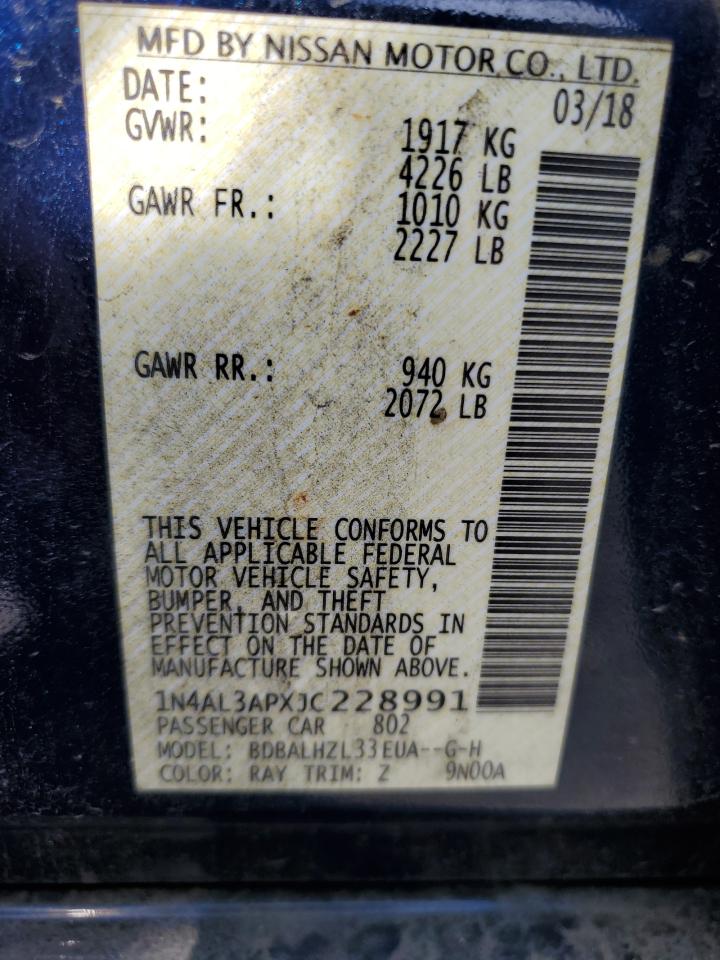 MFD BY NISSAN MOTOR CO., LTD.
DATE: 03/18
GVWR: 1917 KG
4226 LB
GAWR FR.: 1010 KG
2227 LB
GAWR RR.: 940 KG
2072 LB
THIS VEHICLE CONFORMS TO
ALL APPLICABLE FEDERAL
MOTOR VEHICLE SAFETY,
BUMPER, AND THEFT
PREVENTION STANDARDS IN
EFFECT ON THE DATE OF
MANUFACTURE SHOWN ABOVE.
1N4AL3APXJC228991
PASSENGER CAR 802
MODEL: BDBALHZL33EUA--G-H
COLOR: RAY TRIM: Z 9N00A